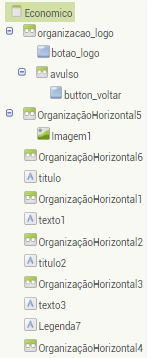 Economico
organizacao_logo
botao_logo
avulso
button_voltar
OrganizaçãoHorizontal5
Imagem1
OrganizaçãoHorizontal6
titulo
OrganizaçãoHorizontal1
texto1
OrganizaçãoHorizontal2
titulo2
OrganizaçãoHorizontal3
texto3
Legenda7
OrganizaçãoHorizontal4